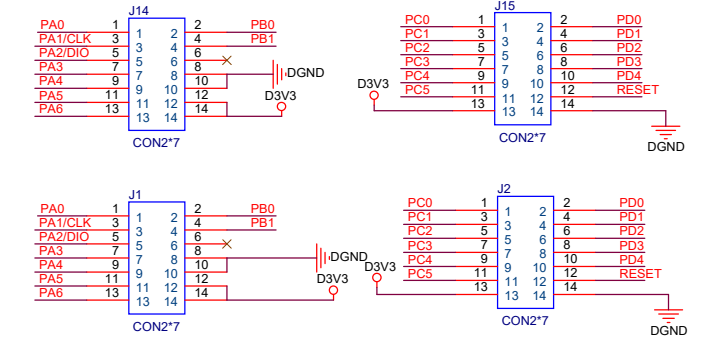 J14
PA0 1 1 2 2 PB0
PA1/CLK 3 3 4 4 PB1
PA2/DIO 5 5 6 6
PA3 7 7 8 8 DGND
PA4 9 9 10 10
PA5 11 11 12 12 D3V3
PA6 13 13 14 14
CON2*7
J15
PC0 1 1 2 2 PD0
PC1 3 3 4 4 PD1
PC2 5 5 6 6 PD2
PC3 7 7 8 8 PD3
PC4 9 9 10 10 PD4
D3V3 PC5 11 11 12 12 RESET
13 13 14 14
DGND
CON2*7
J1
PA0 1 1 2 2 PB0
PA1/CLK 3 3 4 4 PB1
PA2/DIO 5 5 6 6
PA3 7 7 8 8 DGND
PA4 9 9 10 10
PA5 11 11 12 12 D3V3
PA6 13 13 14 14
CON2*7
J2
PC0 1 1 2 2 PD0
PC1 3 3 4 4 PD1
PC2 5 5 6 6 PD2
PC3 7 7 8 8 PD3
D3V3 PC4 9 9 10 10 PD4
PC5 11 11 12 12 RESET
13 13 14 14
CON2*7
DGND